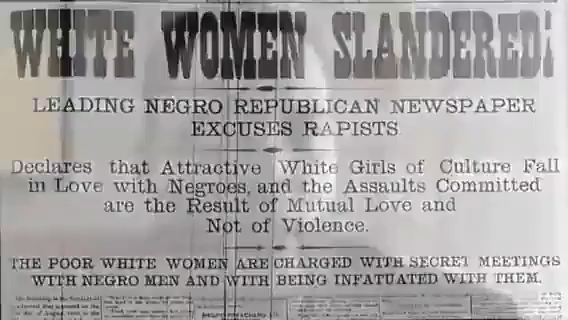 WHITE WOMEN SLANDERED!
LEADING NEGRO REPUBLICAN NEWSPAPER
EXCUSES RAPISTS
Declares that Attractive White Girls of Culture Fall
in Love with Negroes, and the Assaults Committed
are the Result of Mutual Love and
Not of Violence.
THE POOR WHITE WOMEN ARE CHARGED WITH SECRET MEETINGS
WITH NEGRO MEN AND WITH BEING INFATUATED WITH THEM.